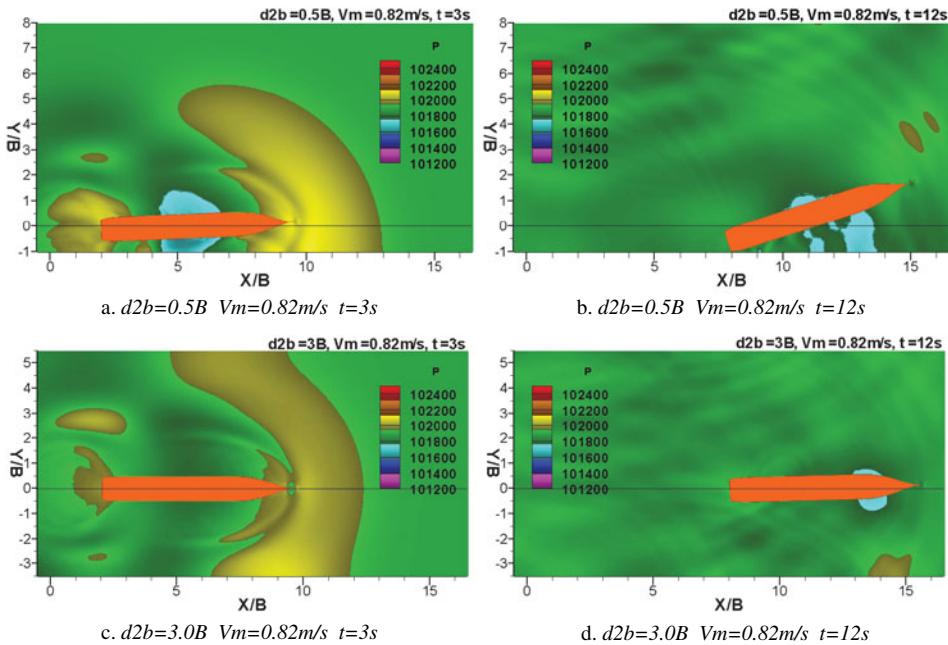 d2b=0.5B, Vm=0.82m/s, t=3s
8
7
6
5
4
3
2
1
0
-1
Y/B
P
102400
102200
102000
101800
101600
101400
101200
0 5 10 15
X/B
a. d2b=0.5B Vm=0.82m/s t=3s
d2b=0.5B, Vm=0.82m/s, t=12s
8
7
6
5
4
3
2
1
0
-1
Y/B
P
102400
102200
102000
101800
101600
101400
101200
0 5 10 15
X/B
b. d2b=0.5B Vm=0.82m/s t=12s
d2b=3B, Vm=0.82m/s, t=3s
5
4
3
2
1
0
-1
-2
-3
Y/B
P
102400
102200
102000
101800
101600
101400
101200
0 5 10 15
X/B
c. d2b=3.0B Vm=0.82m/s t=3s
d2b=3B, Vm=0.82m/s, t=12s
5
4
3
2
1
0
-1
-2
-3
Y/B
P
102400
102200
102000
101800
101600
101400
101200
0 5 10 15
X/B
d. d2b=3.0B Vm=0.82m/s t=12s